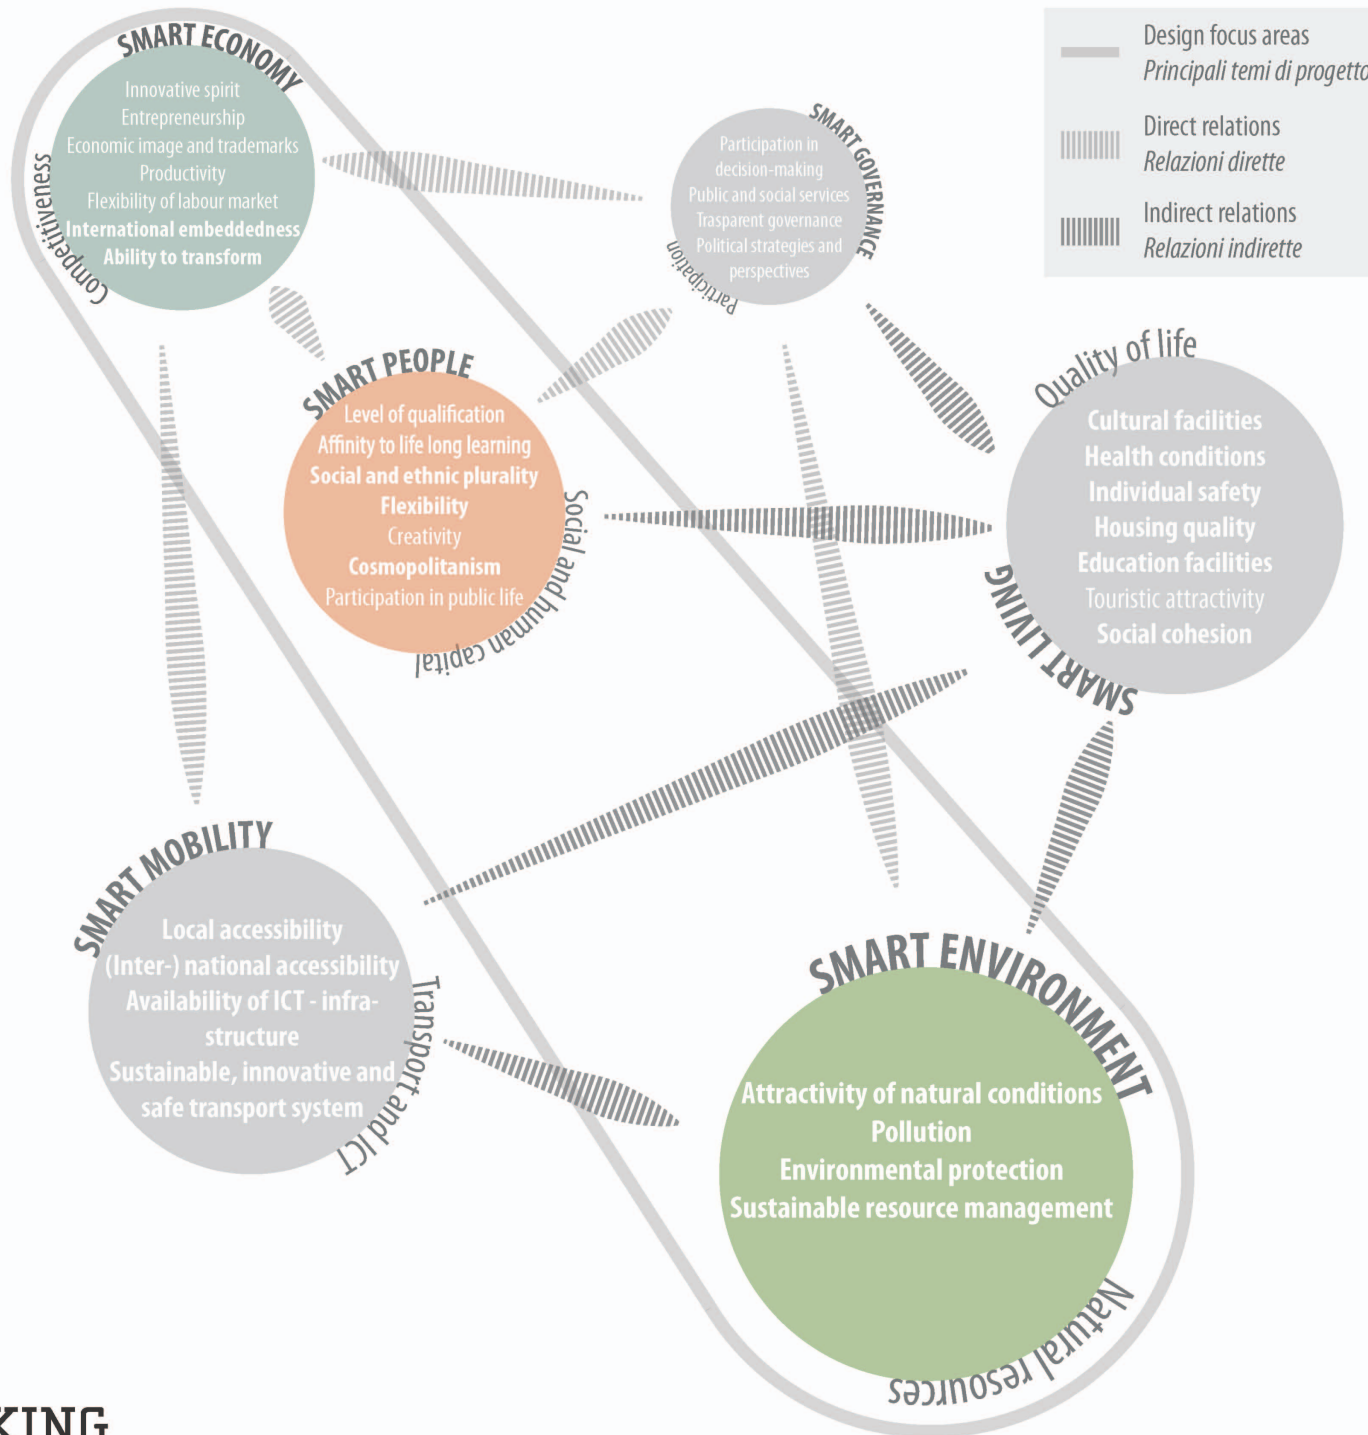 SMART ECONOMY
Innovative spirit
Entrepreneurship
Economic image and trademarks
Productivity
Flexibility of labour market
International embeddedness
Ability to transform
Competitiveness
SMART GOVERNANCE
Participation in
decision-making
Public and social services
Trasparent governance
Political strategies and
perspectives
Participation
Design focus areas
Principali temi di progetto
Direct relations
Relazioni dirette
Indirect relations
Relazioni indirette
SMART PEOPLE
Level of qualification
Affinity to life long learning
Social and ethnic plurality
Flexibility
Creativity
Cosmopolitanism
Participation in public life
Social and human capital
Quality of life
Cultural facilities
Health conditions
Individual safety
Housing quality
Education facilities
Touristic attractivity
Social cohesion
SMART LIVING
SMART MOBILITY
Local accessibility
(Inter-) national accessibility
Availability of ICT - infra-
structure
Sustainable, innovative and
safe transport system
Transport and ICT
SMART ENVIRONMENT
Attractivity of natural conditions
Pollution
Environmental protection
Sustainable resource management
Natural resources
KING